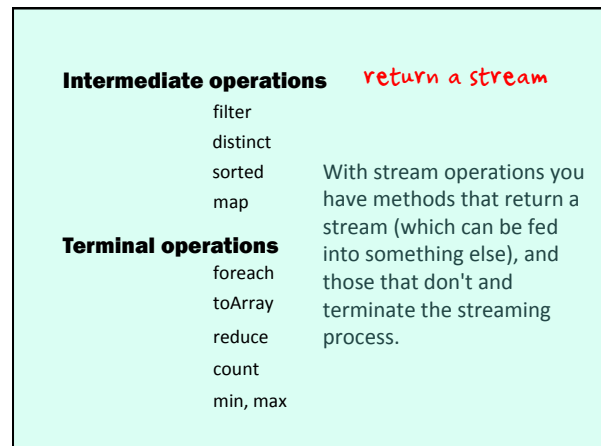 Intermediate operations return a stream
filter
distinct
sorted
map
Terminal operations
foreach
toArray
reduce
count
min, max
With stream operations you
have methods that return a
stream (which can be fed
into something else), and
those that don't and
terminate the streaming
process.